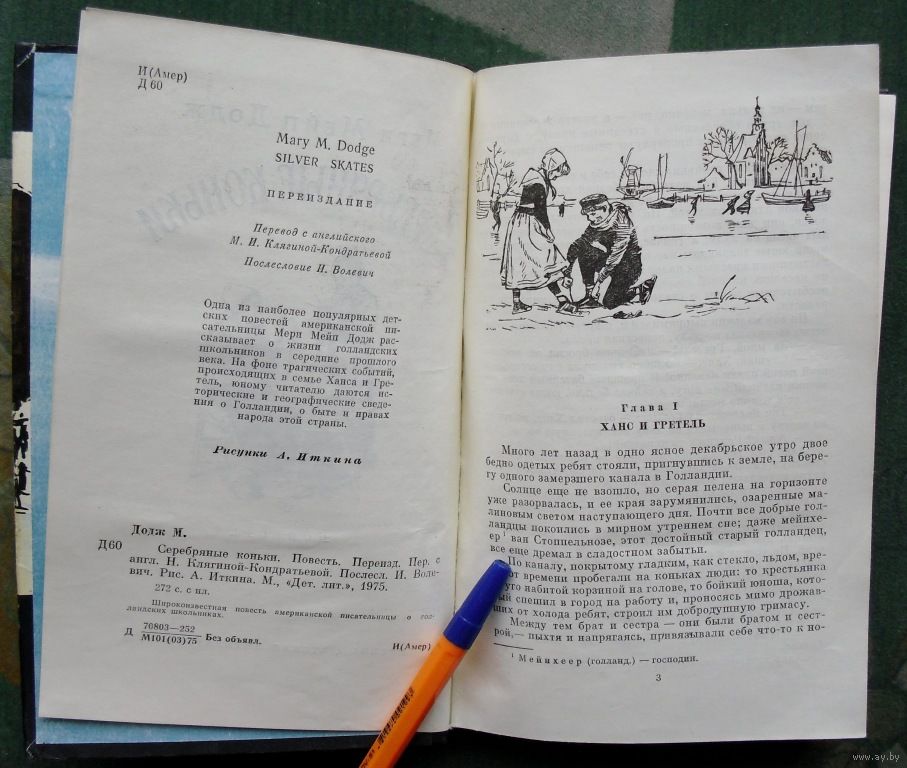 И(Амер)
Д 60
Mary M. Dodge
SILVER SKATES
ПЕРЕИЗДАНИЕ
Перевод с английского
М. И. Клягиной-Кондратьевой
Послесловие И. Волевич
Одна из наиболее популярных дет-
ских повестей американской пи-
сательницы Мери Мейп Додж рас-
сказывает о жизни голландских
школьников в середине прошлого
века. На фоне трагических событий,
происходящих в семье Ханса и Гре-
тель, юному читателю даются ис-
торические и географические сведе-
ния о Голландии, о быте и нравах
народа этой страны.
Рисунки А. Иткина
Додж М.
Д60
Серебряные коньки. Повесть. Переизд. Пер. с
англ. Н. Клягиной-Кондратьевой. Послесл. И. Воле-
вич. Рис. А. Иткина. М., «Дет. лит.», 1975.
272 с. с ил.
Широкоизвестная повесть американской писательницы о гол-
ландских школьниках.
Д 70803—252
М101(03)75 Без объявл.
И(Амер)
Глава I
ХАНС И ГРЕТЕЛЬ
Много лет назад в одно ясное декабрьское утро двое
бедно одетых ребят стояли, пригнувшись к земле, на бере-
гу одного замерзшего канала в Голландии.
Солнце еще не взошло, но серая пелена на горизонте
уже разорвалась, и ее края зарумянились, озаренные ма-
линовым светом наступающего дня. Почти все добрые гол-
ландцы покоились в мирном утреннем сне; даже мейнхе-
ер¹ ван Стоппельнозе, этот достойный старый голландец,
все еще дремал в сладостном забытьи.
По каналу, покрытому гладким, как стекло, льдом, вре-
от времени пробегали на коньках люди: то крестьянка
уго набитой корзиной на голове, то бойкий юноша, кото-
ый спешил в город на работу и, проносясь мимо дрожав-
ших от холода ребят, строил им добродушную гримасу.
Между тем брат и сестра — они были братом и сест-
рой,— пыхтя и напрягаясь, привязывали себе что-то к но-
¹ Мейнхеер (голланд.) — господин.
3
www.ay.by